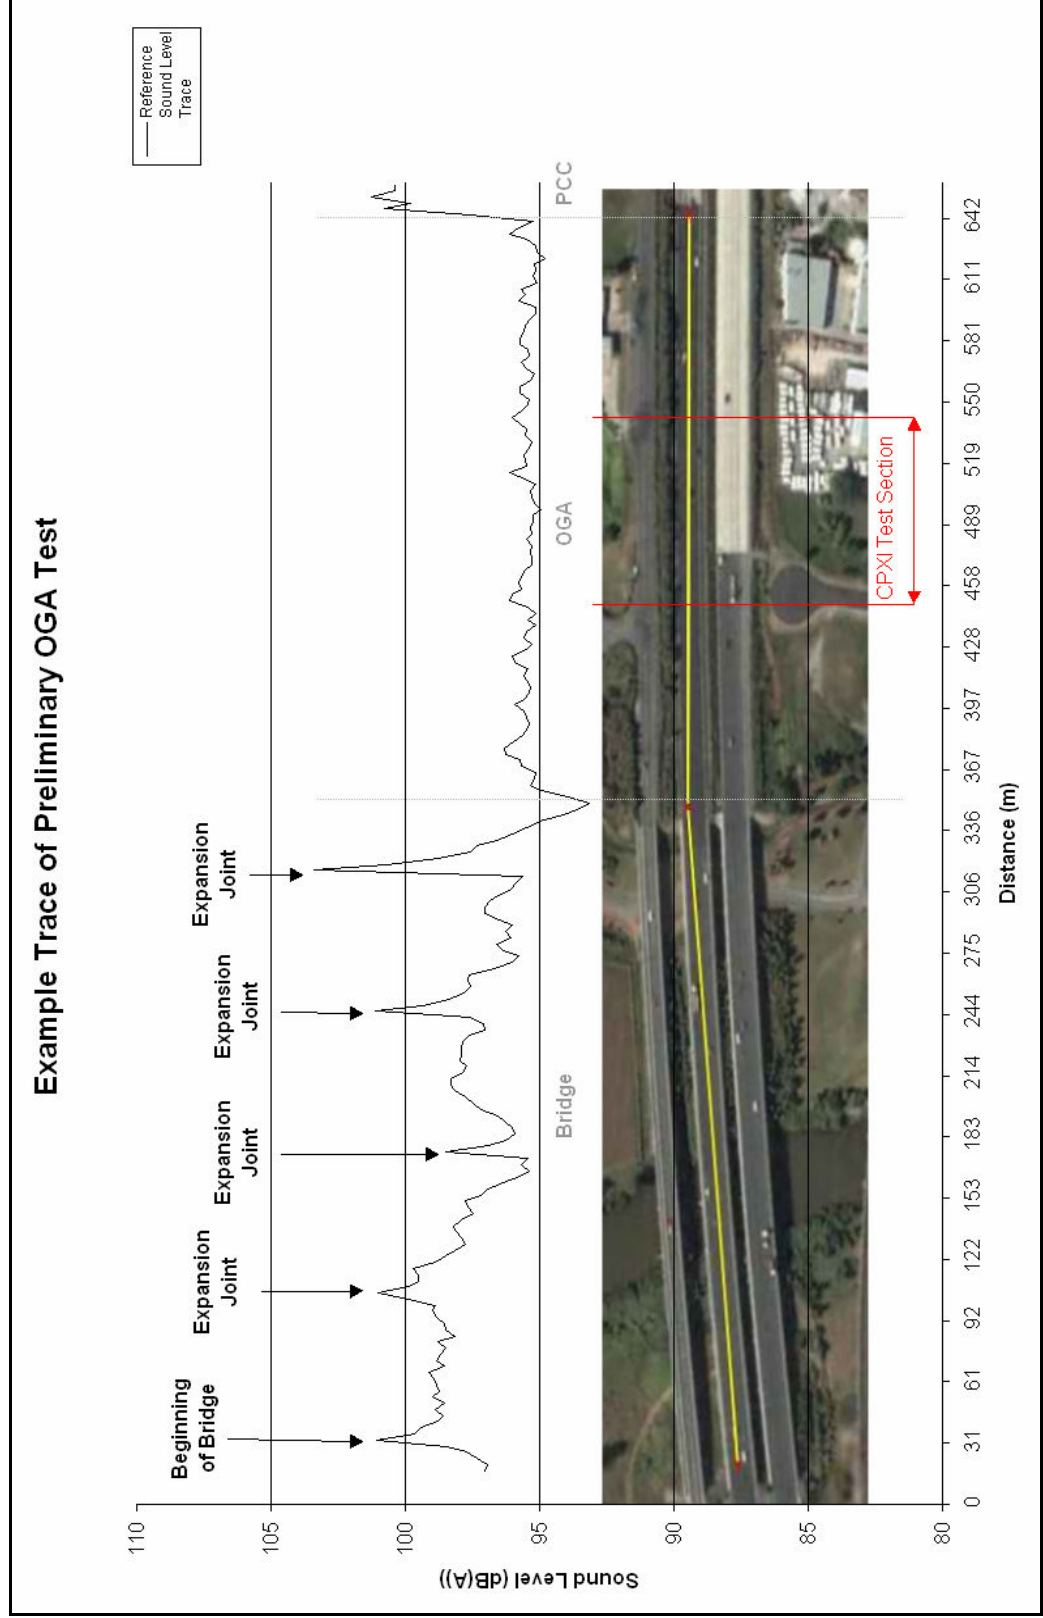 Example Trace of Preliminary OGA Test
Reference
Sound Level
Trace
Beginning
of Bridge
Expansion
Joint
Expansion
Joint
Expansion
Joint
Expansion
Joint
Bridge
OGA
PCC
CPXI Test Section
Sound Level (dB(A))
110
105
100
95
90
85
80
0
31
61
92
122
153
183
214
244
275
306
336
367
397
428
458
489
519
550
581
611
642
Distance (m)